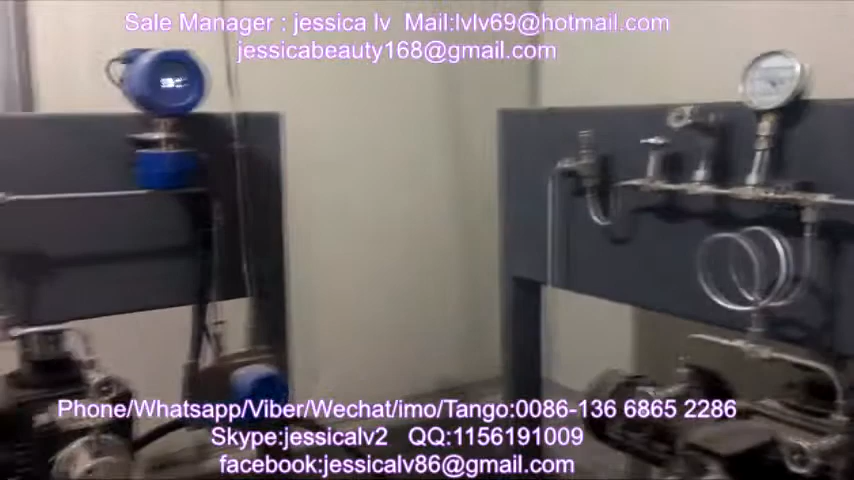 Sale Manager : jessica lv Mail:lvlv69@hotmail.com
jessicabeauty168@gmail.com
Phone/Whatsapp/Viber/Wechat/imo/Tango:0086-136 6865 2286
Skype:jessicalv2 QQ:1156191009
facebook:jessicalv86@gmail.com